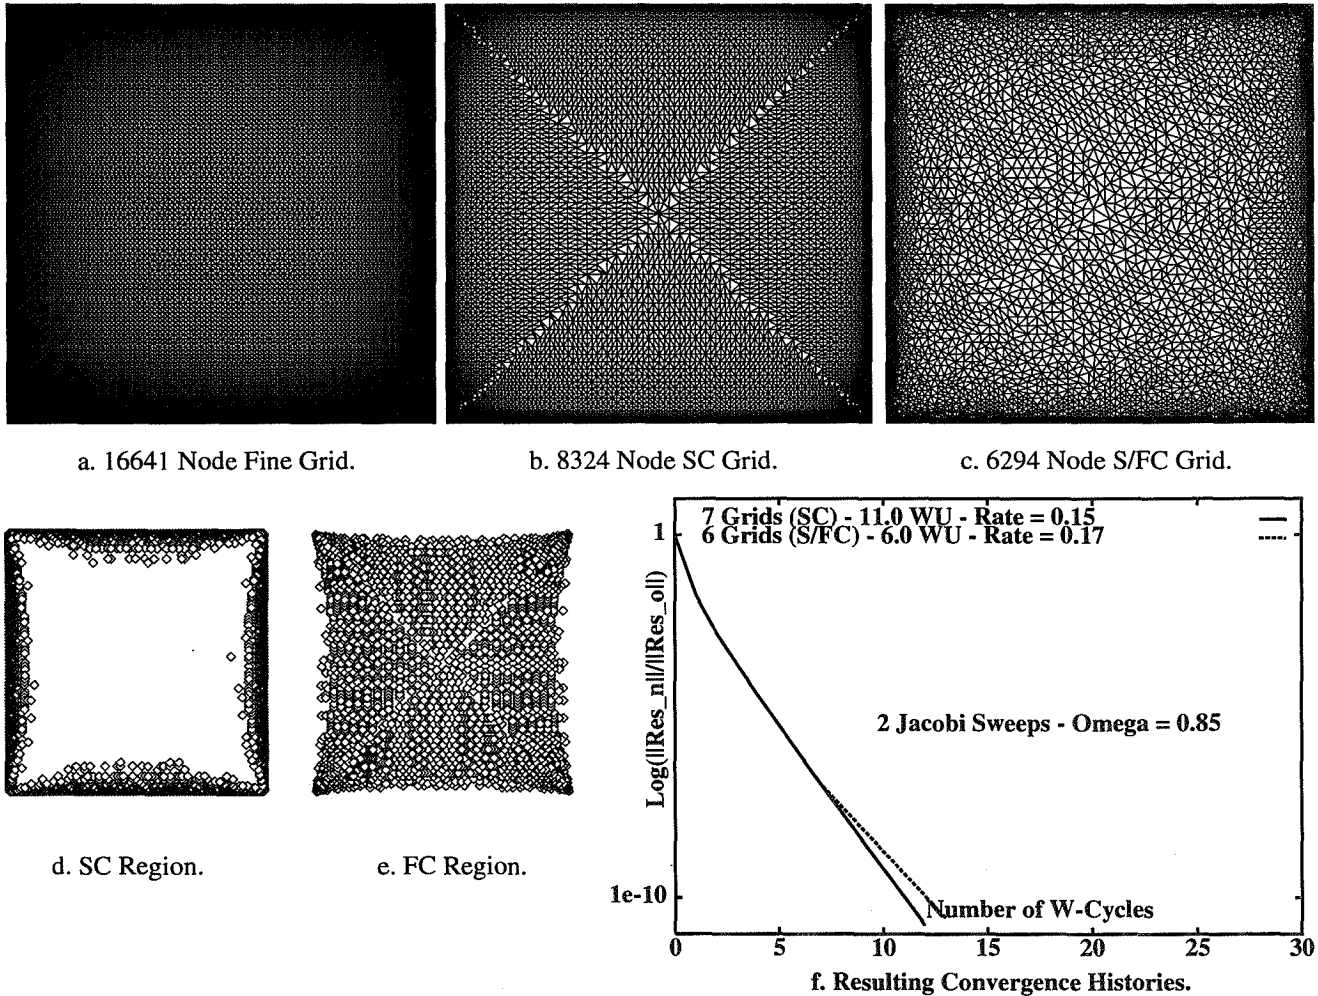 a. 16641 Node Fine Grid.
b. 8324 Node SC Grid.
c. 6294 Node S/FC Grid.
d. SC Region.
e. FC Region.
Log(||Res_n||/||Res_o||)
1
1e-10
7 Grids (SC) - 11.0 WU - Rate = 0.15
6 Grids (S/FC) - 6.0 WU - Rate = 0.17
2 Jacobi Sweeps - Omega = 0.85
Number of W-Cycles
0 5 10 15 20 25 30
f. Resulting Convergence Histories.